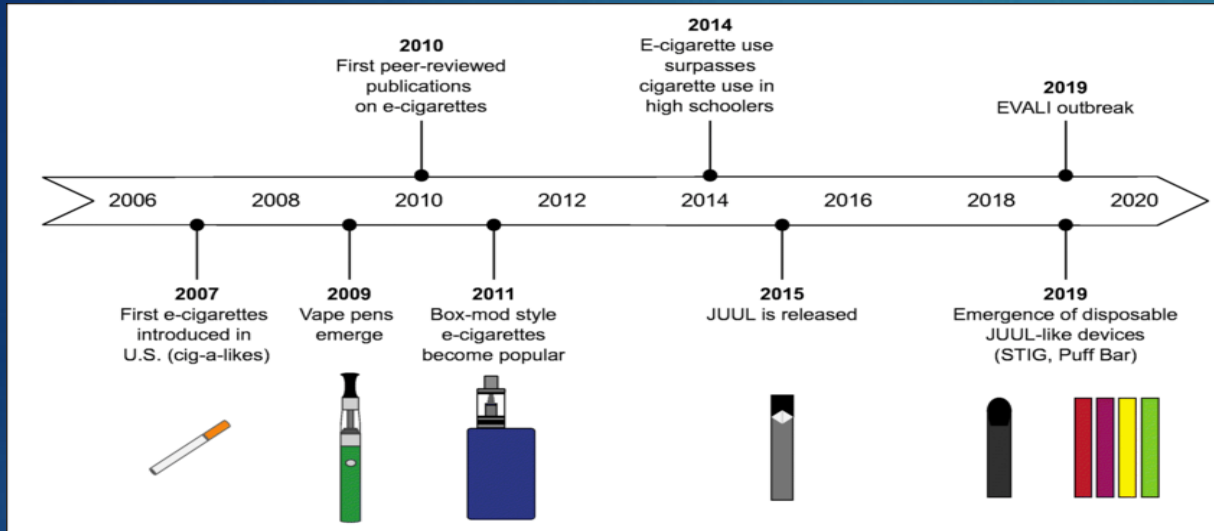 2010
First peer-reviewed
publications
on e-cigarettes
2014
E-cigarette use
surpasses
cigarette use in
high schoolers
2019
EVALI outbreak
2006 2008 2010 2012 2014 2016 2018 2020
2007
First e-cigarettes
introduced in
U.S. (cig-a-likes)
2009
Vape pens
emerge
2011
Box-mod style
e-cigarettes
become popular
2015
JUUL is released
2019
Emergence of disposable
JUUL-like devices
(STIG, Puff Bar)